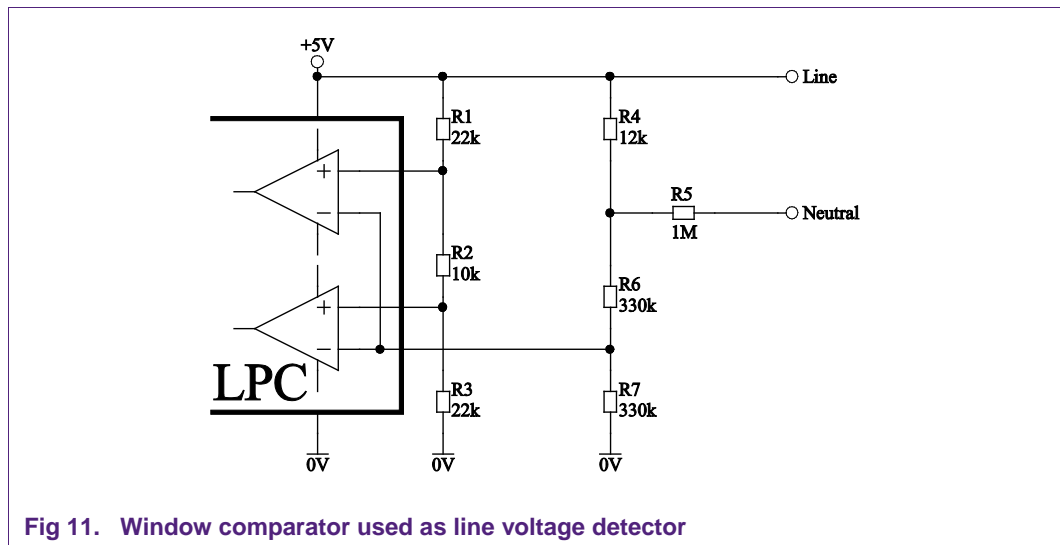 +5V
Line
R1
22k
R4
12k
+
−
R5
1M
Neutral
R2
10k
R6
330k
+
−
LPC
R3
22k
R7
330k
0V
0V
0V
Fig 11. Window comparator used as line voltage detector